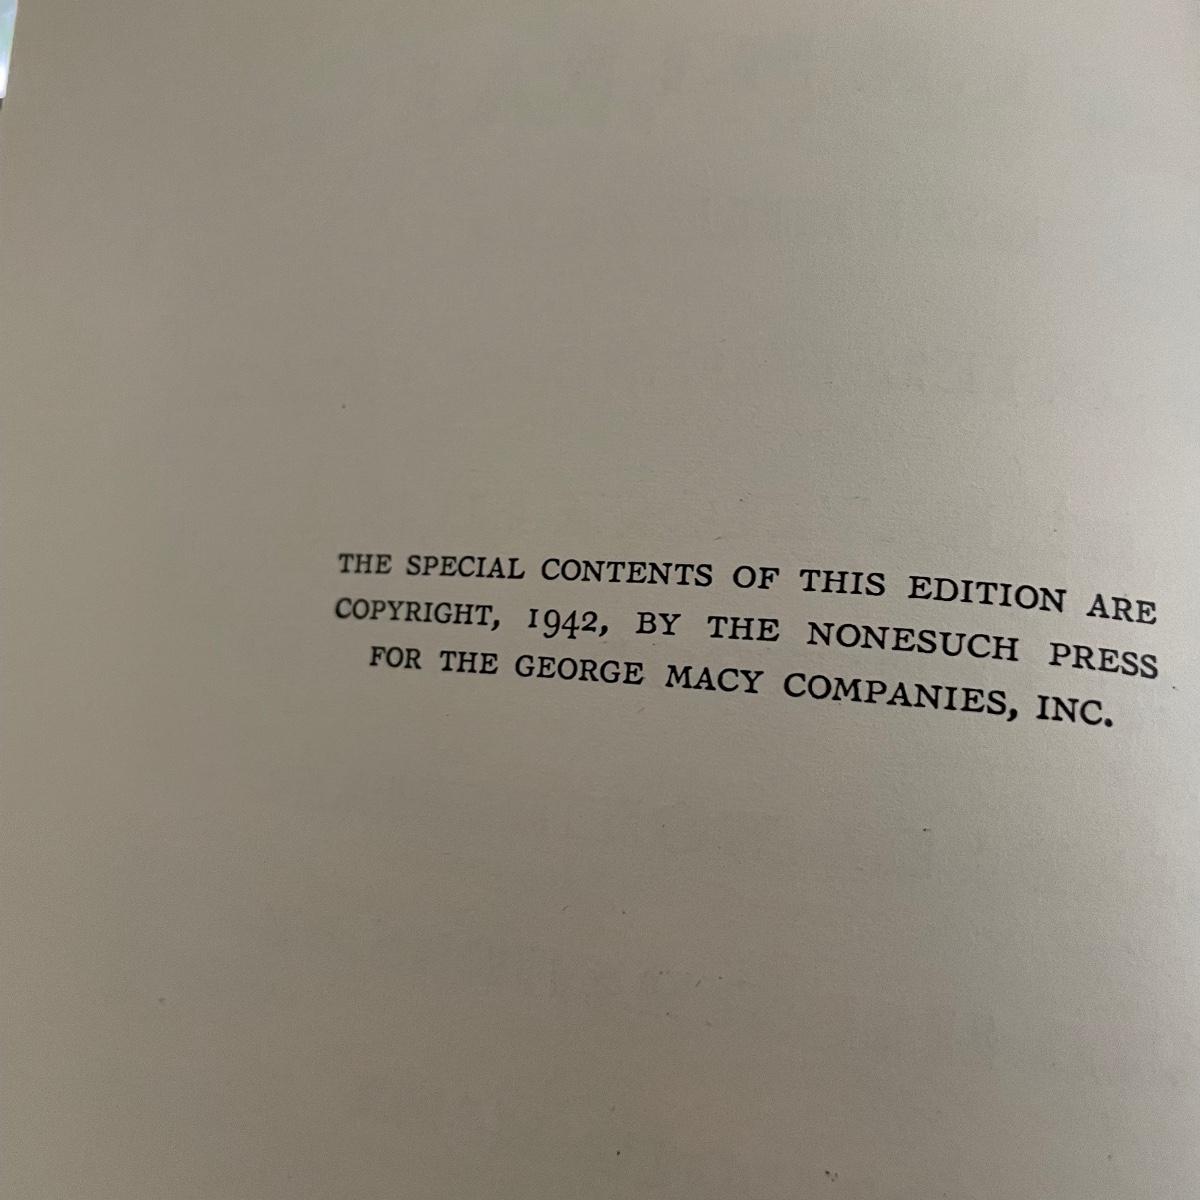 THE SPECIAL CONTENTS OF THIS EDITION ARE
COPYRIGHT, 1942, BY THE NONESUCH PRESS
FOR THE GEORGE MACY COMPANIES, INC.